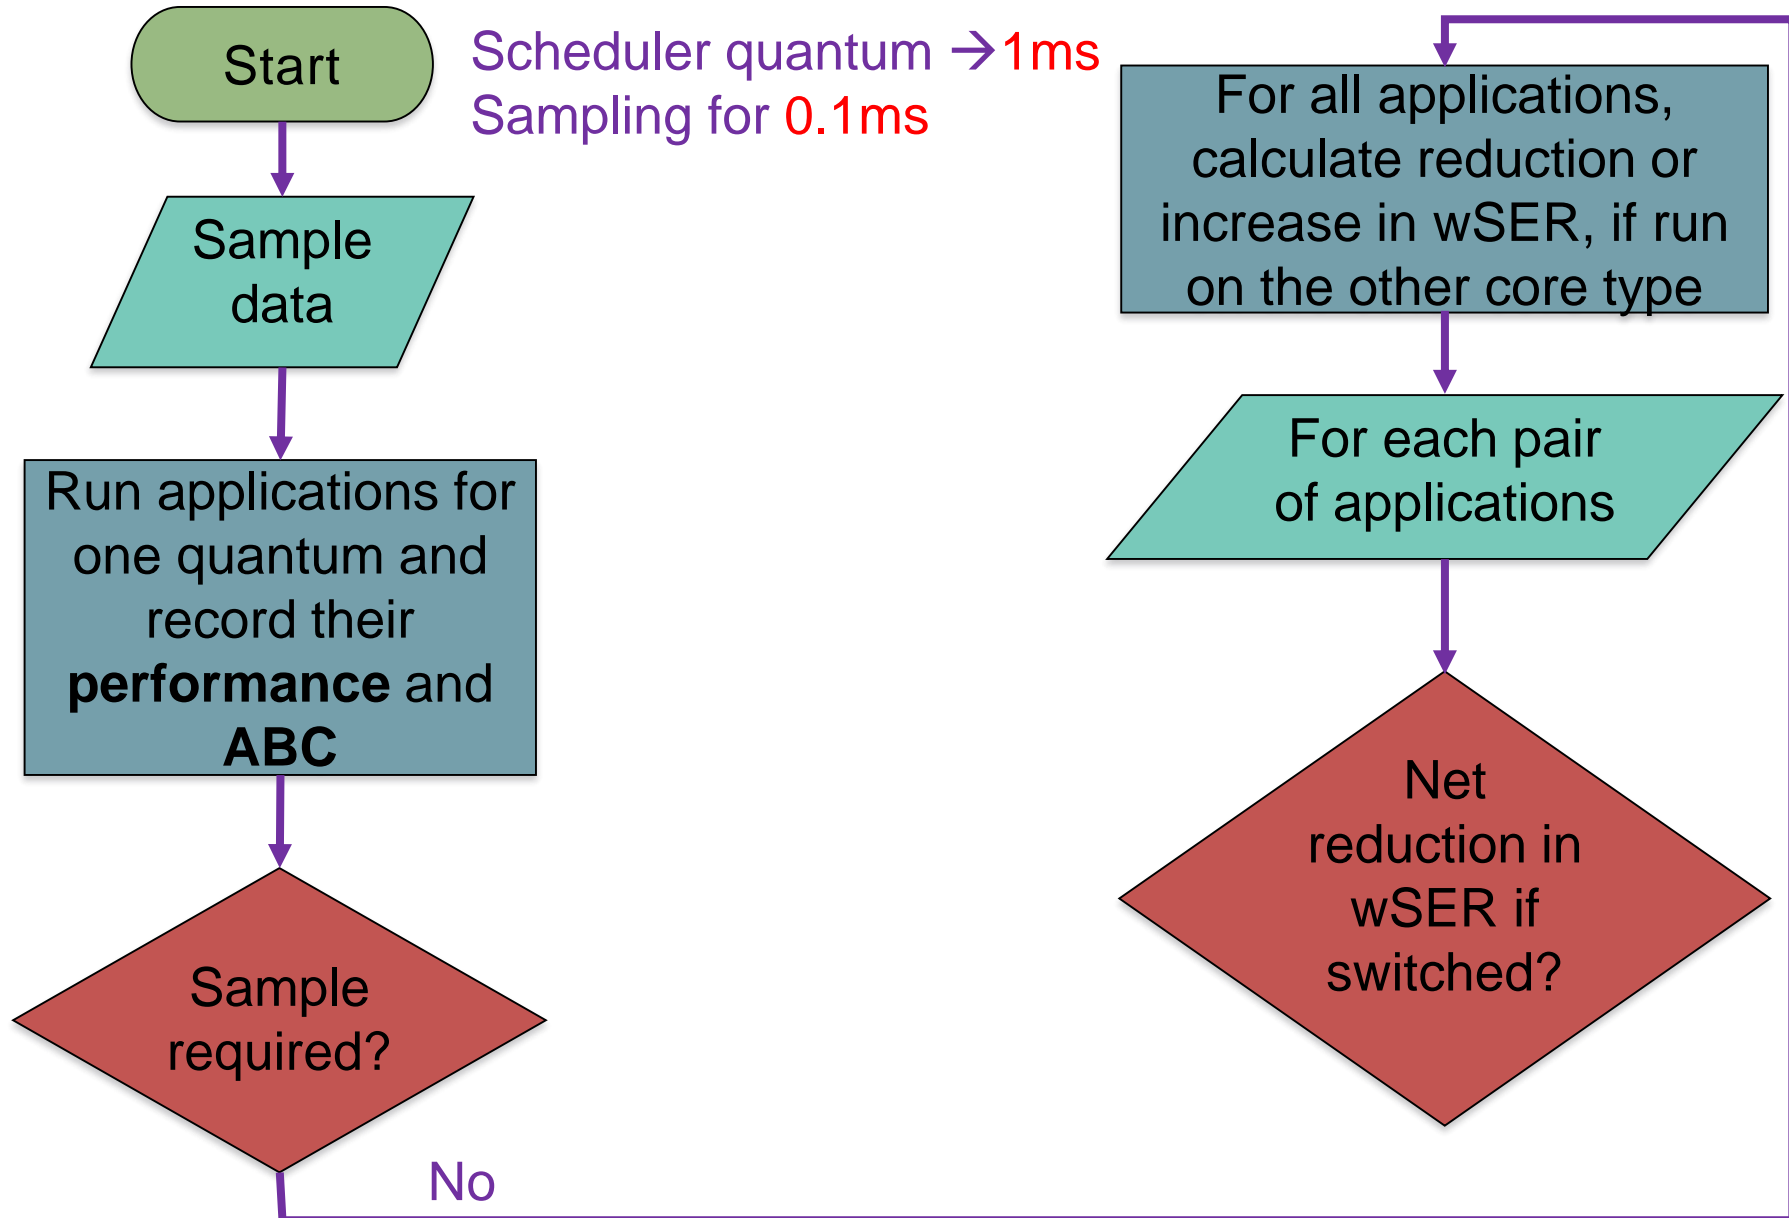 Start
Scheduler quantum →1ms
Sampling for 0.1ms
Sample
data
Run applications for
one quantum and
record their
performance and
ABC
Sample
required?
No
For all applications,
calculate reduction or
increase in wSER, if run
on the other core type
For each pair
of applications
Net
reduction in
wSER if
switched?